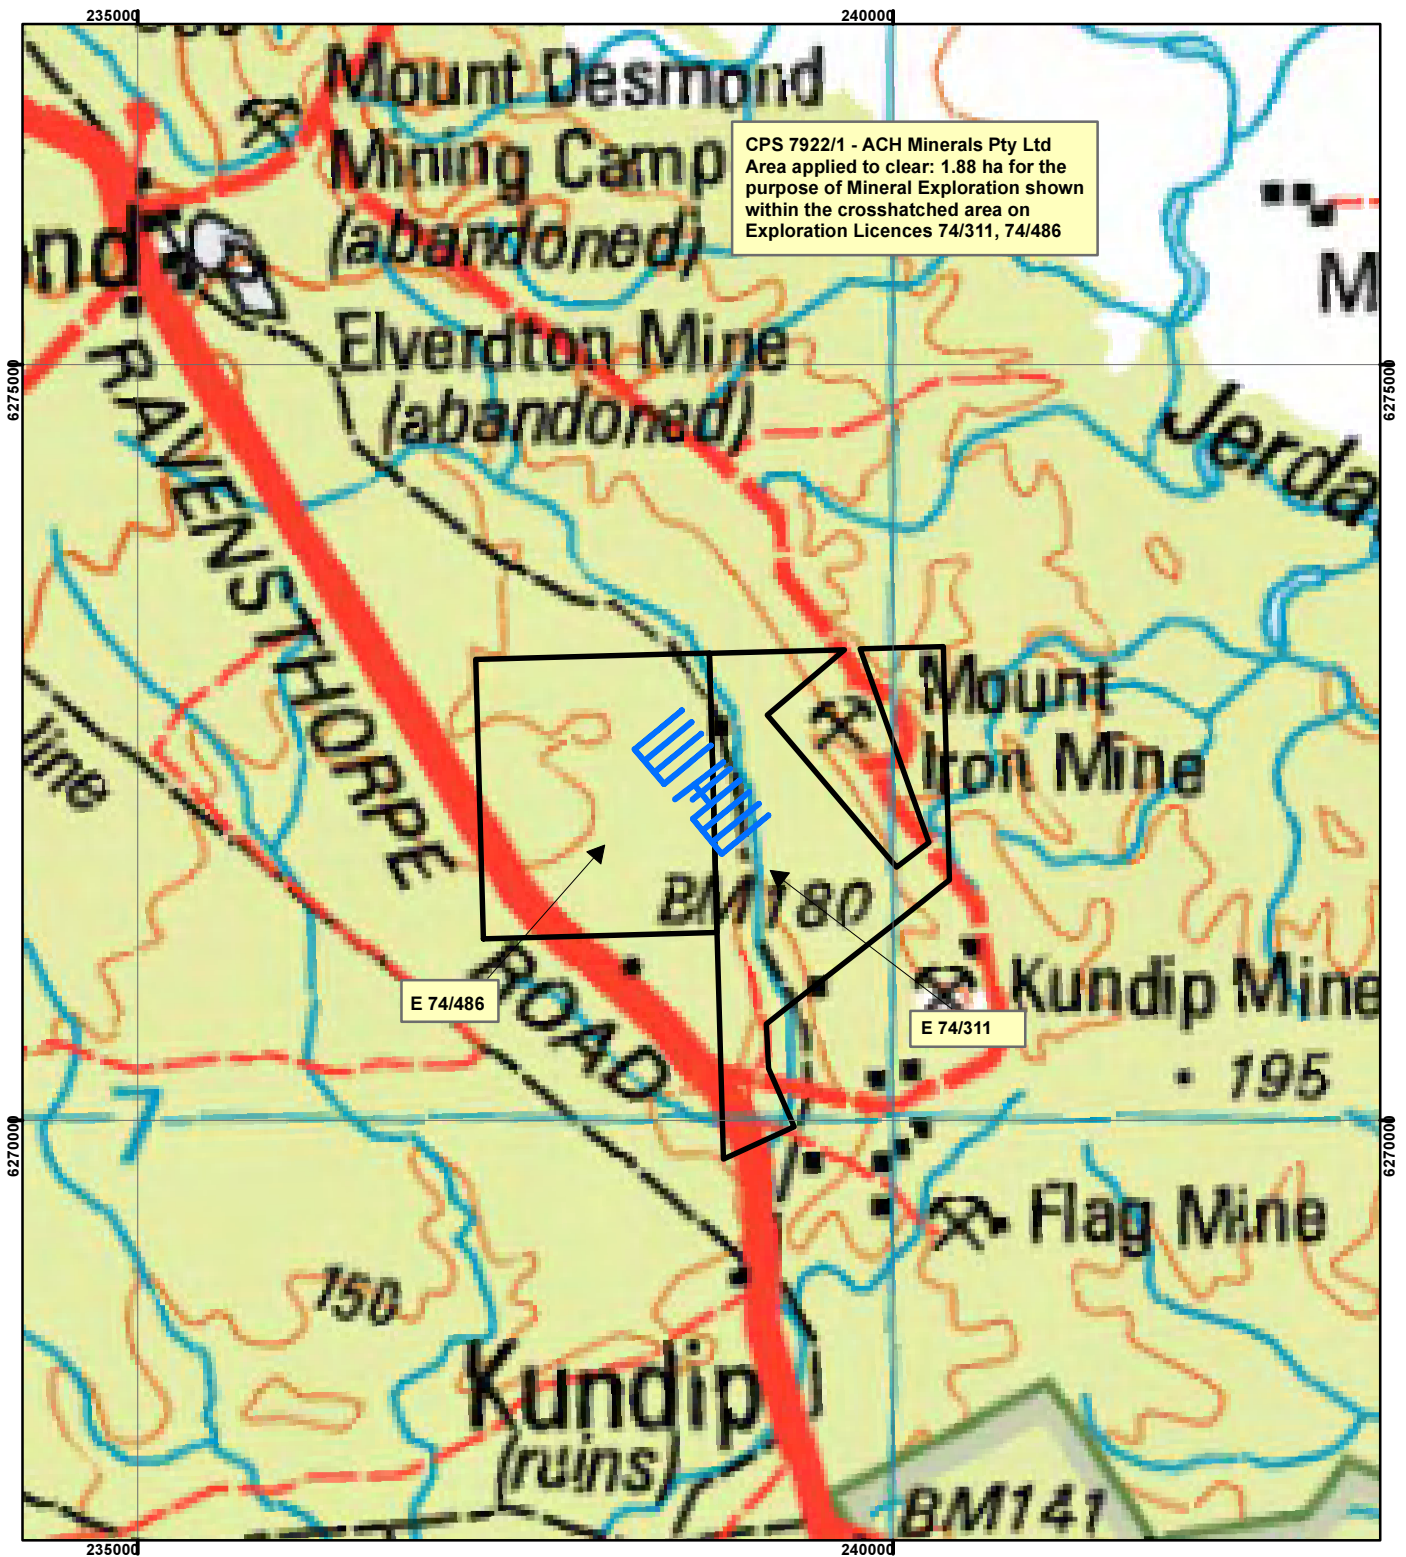 235000
240000
Mount Desmond
Mining Camp
(abandoned)
CPS 7922/1 - ACH Minerals Pty Ltd
Area applied to clear: 1.88 ha for the
purpose of Mineral Exploration shown
within the crosshatched area on
Exploration Licences 74/311, 74/486
nd
M
Elverdton Mine
(abandoned)
6275000
6275000
Jerda
RAVENSTHORPE
ROAD
line
Mount
Iron Mine
BM180
E 74/486
Kundip Mine
E 74/311
195
7
6270000
6270000
Flag Mine
150
Kundip
(ruins)
BM141
235000
240000